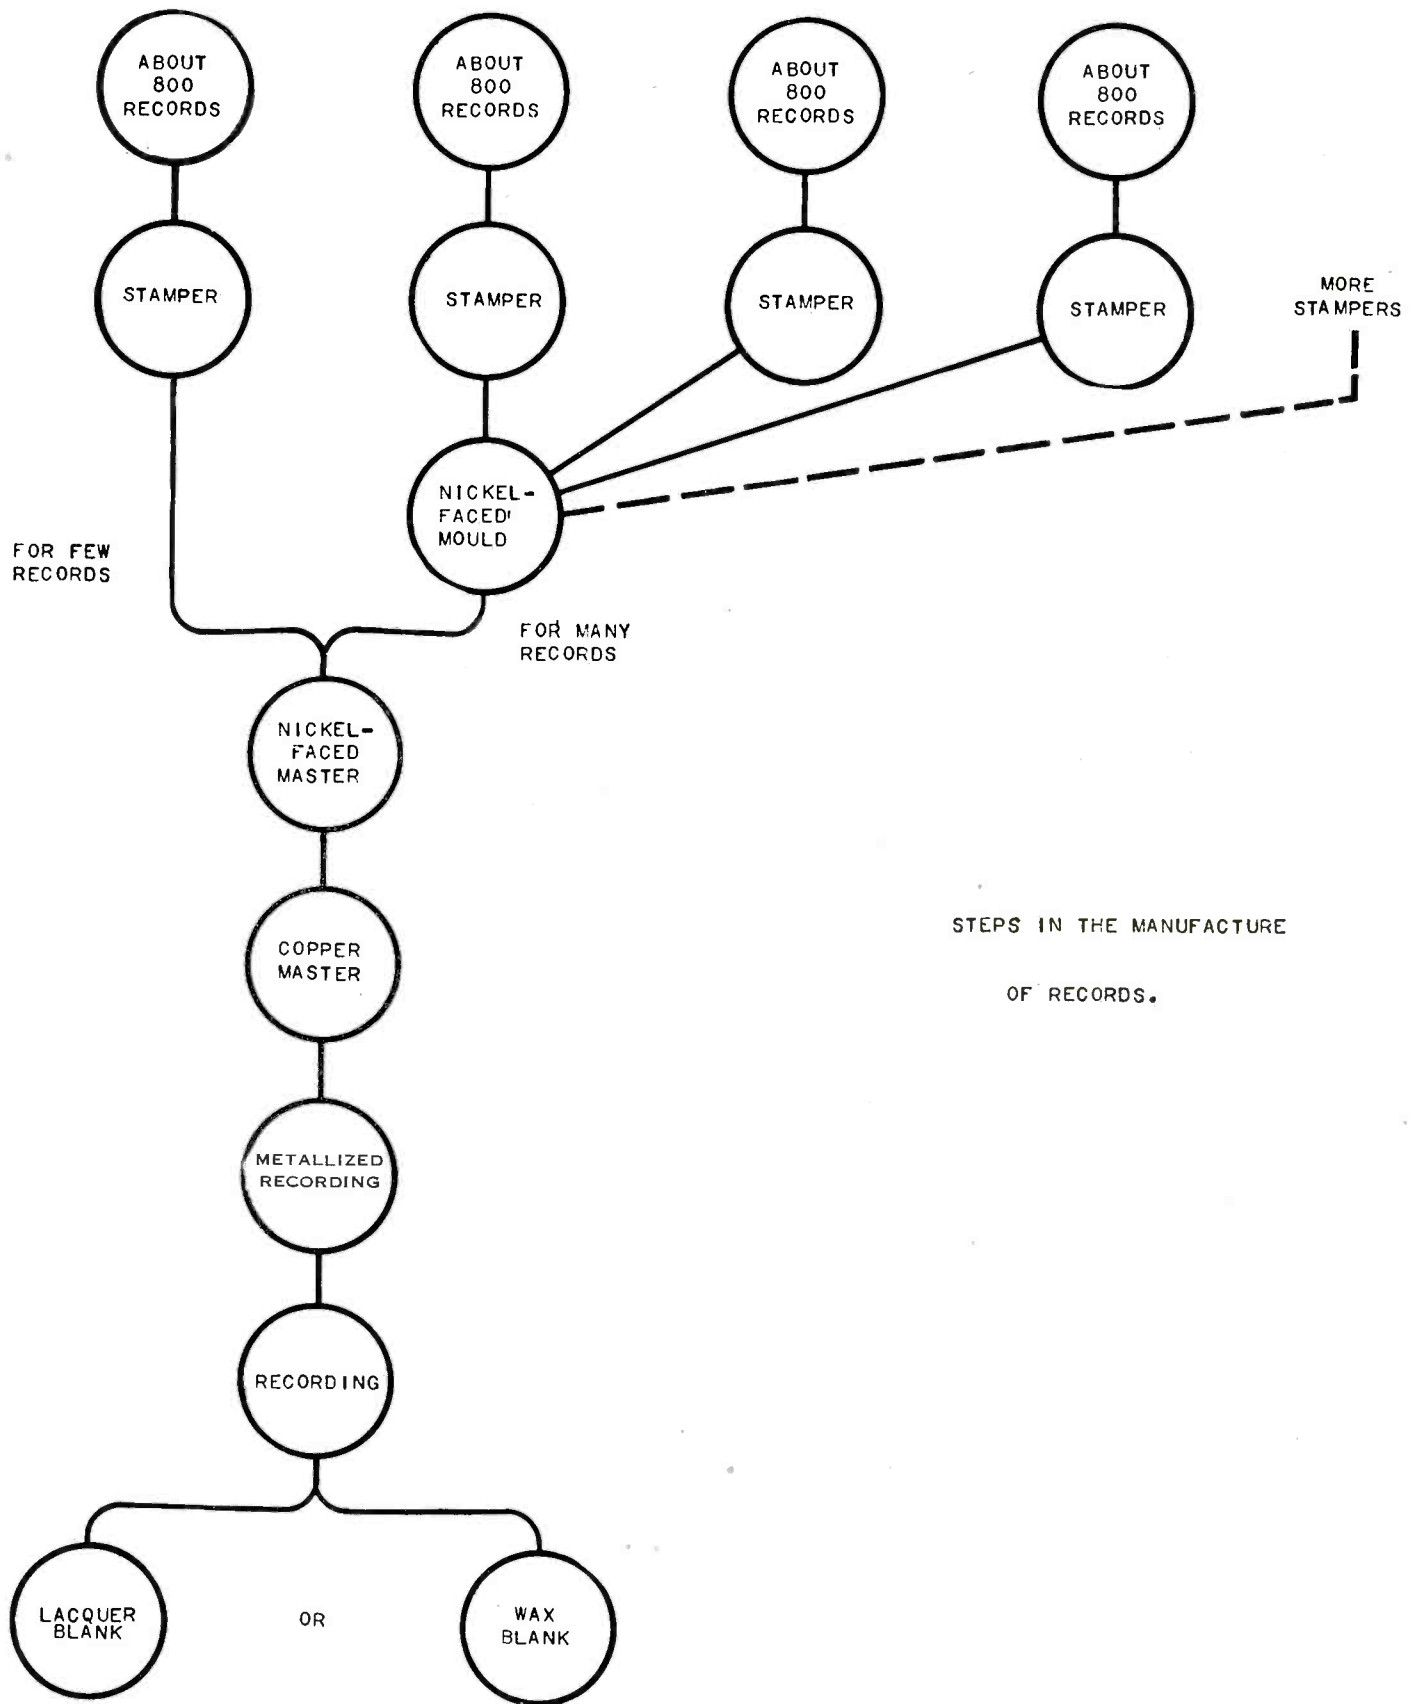 ABOUT
800
RECORDS
ABOUT
800
RECORDS
ABOUT
800
RECORDS
ABOUT
800
RECORDS
STAMPER
STAMPER
STAMPER
STAMPER
MORE
STAMPERS
NICKEL-
FACED
MOULD
FOR FEW
RECORDS
FOR MANY
RECORDS
NICKEL-
FACED
MASTER
COPPER
MASTER
STEPS IN THE MANUFACTURE
OF RECORDS.
METALLIZED
RECORDING
RECORDING
LACQUER
BLANK
OR
WAX
BLANK